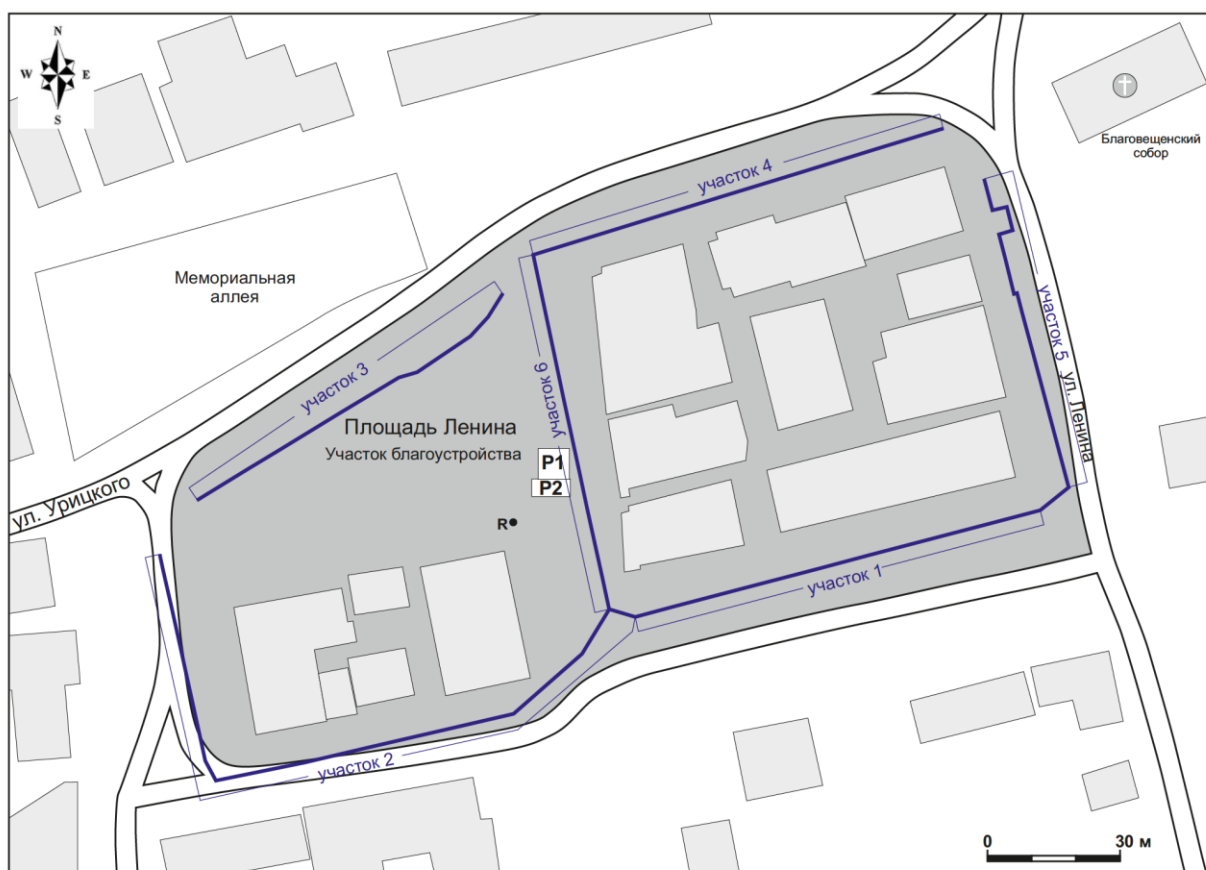 N
W E
S
Благовещенский
собор
участок 4
Мемориальная
аллея
участок 3
участок 5
участок 6
ул. Ленина
Площадь Ленина
Участок благоустройства
P1
P2
R
ул. Урицкого
участок 1
участок 2
0 30 м